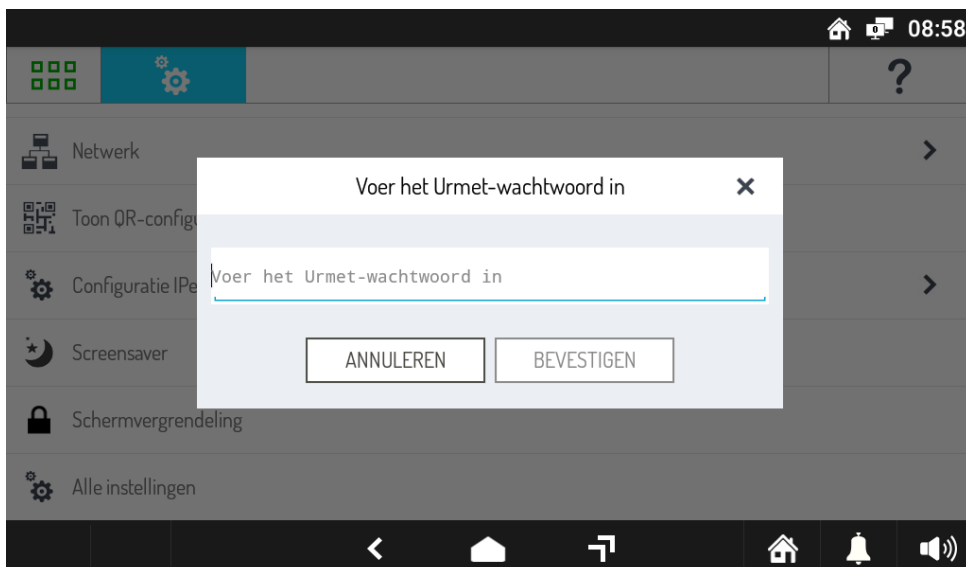 08:58
?
Netwerk
Voer het Urmet-wachtwoord in
Toon QR-config
Voer het Urmet-wachtwoord in
Configuratie IPe
Screensaver
ANNULEREN
BEVESTIGEN
Schermvergrendeling
Alle instellingen